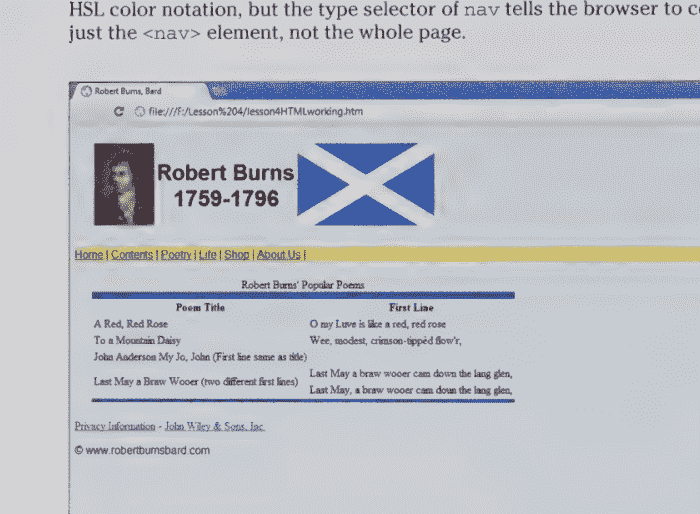 HSL color notation, but the type selector of nav tells the browser to
just the <nav> element, not the whole page.
Robert Burns, Bard
file:///F:/Lesson%204/lesson4HTMLworking.htm
Robert Burns
1759-1796
Home | Contents | Poetry | Life | Shop | About Us |
Robert Burns' Popular Poems
Poem Title First Line
A Red, Red Rose O my Luve is like a red, red rose
To a Mountain Daisy Wee, modest, crimson-tipped flow'r,
John Anderson My Jo, John (First line same as title)
Last May a Braw Wooer (two different first lines)
Last May a braw wooer cam down the lang glen,
Last May, a braw wooer cam doun the lang glen,
Privacy Information - John Wiley & Sons, Inc.
© www.robertburnsbard.com